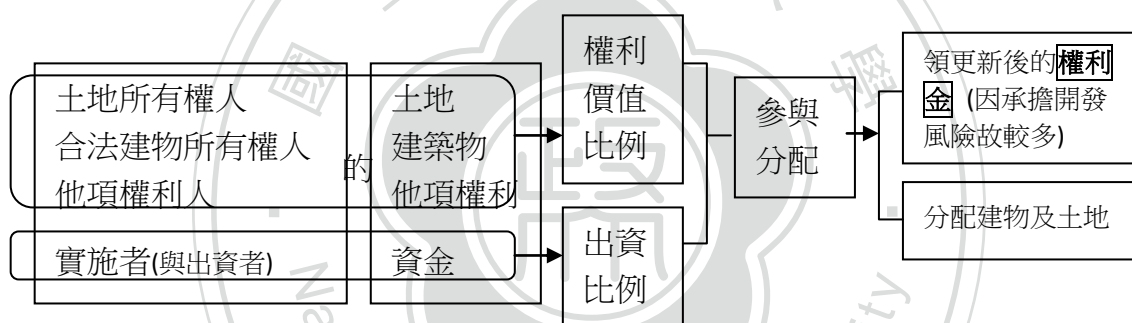 土地所有權人
合法建物所有權人
他項權利人
的
土地
建築物
他項權利
實施者(與出資者)
資金
權利
價值
比例
出資
比例
參與
分配
領更新後的權利
金 (因承擔開發
風險故較多)
分配建物及土地